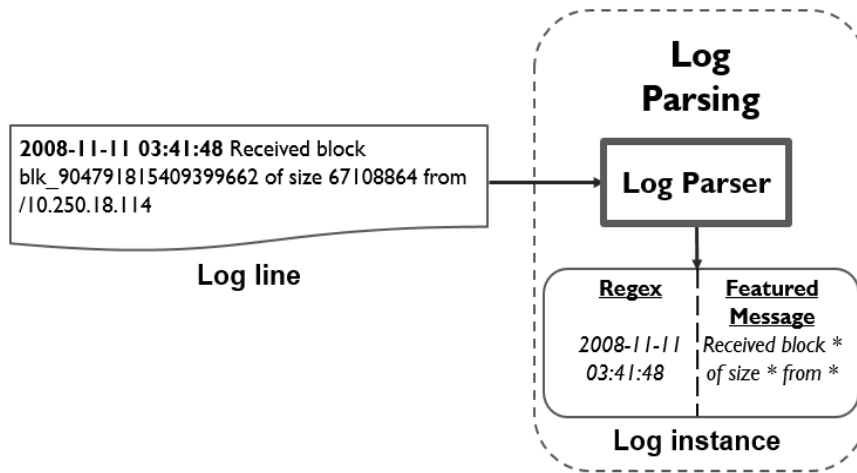 Log
Parsing
2008-11-11 03:41:48 Received block
blk_904791815409399662 of size 67108864 from
/10.250.18.114
Log line
Log Parser
Regex
2008-11-11
03:41:48
Featured
Message
Received block *
of size * from *
Log instance